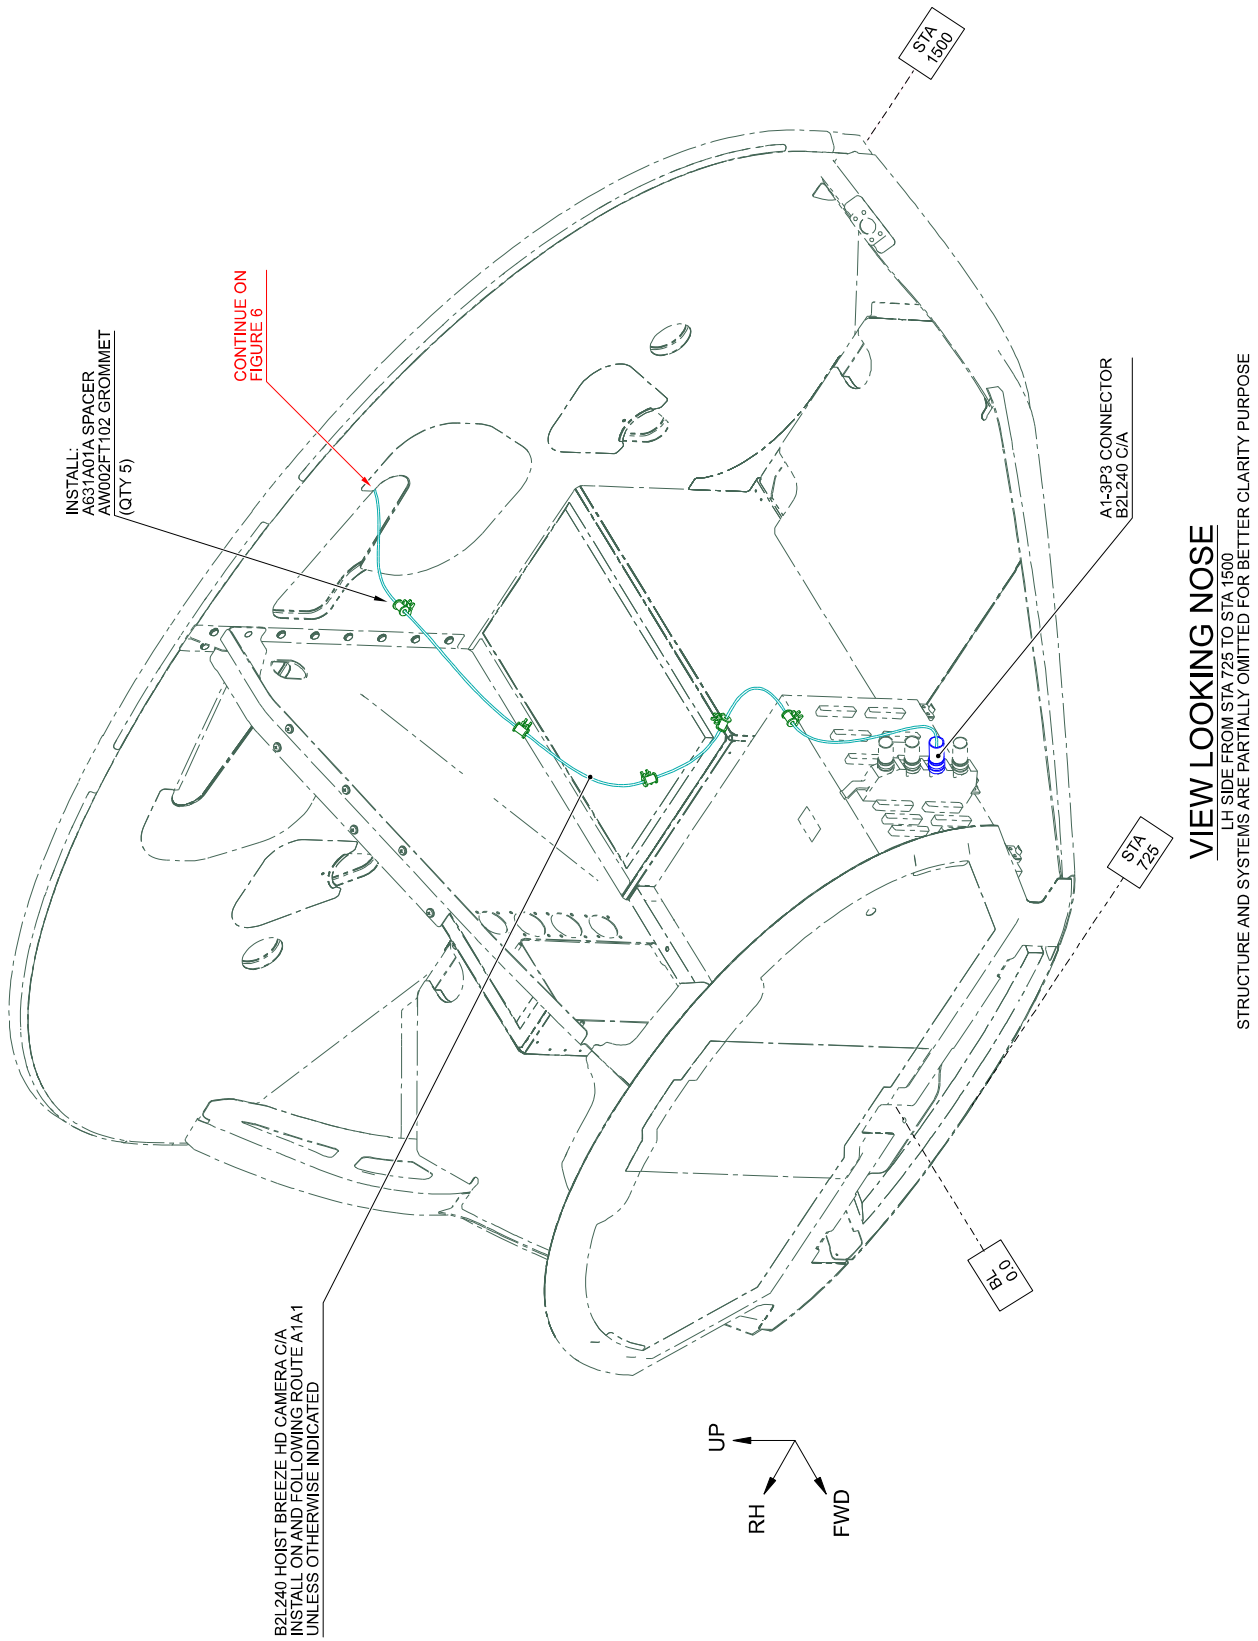 STA
1500
INSTALL:
A631A01A SPACER
AW002FT102 GROMMET
(QTY 5)
CONTINUE ON
FIGURE 6
A1-3P3 CONNECTOR
B2L240 C/A
STA
725
BL
0.0
B2L240 HOIST BREEZE HD CAMERA C/A
INSTALL ON AND FOLLOWING ROUTE A1A1
UNLESS OTHERWISE INDICATED
UP
RH
FWD
VIEW LOOKING NOSE
LH SIDE FROM STA 725 TO STA 1500
STRUCTURE AND SYSTEMS ARE PARTIALLY OMITTED FOR BETTER CLARITY PURPOSE